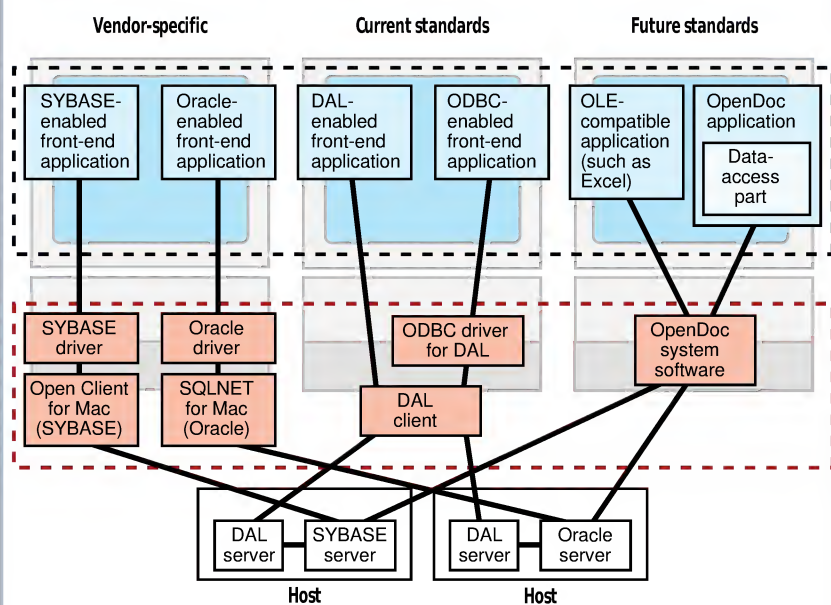 Vendor-specific
Current standards
Future standards
SYBASE-
enabled
front-end
application
Oracle-
enabled
front-end
application
DAL-
enabled
front-end
application
ODBC-
enabled
front-end
application
OLE-
compatible
application
(such as
Excel)
OpenDoc
application
Data-
access
part
SYBASE
driver
Oracle
driver
ODBC driver
for DAL
OpenDoc
system
software
Open Client
for Mac
(SYBASE)
SQLNET
for Mac
(Oracle)
DAL
client
DAL
server
SYBASE
server
DAL
server
Oracle
server
Host
Host